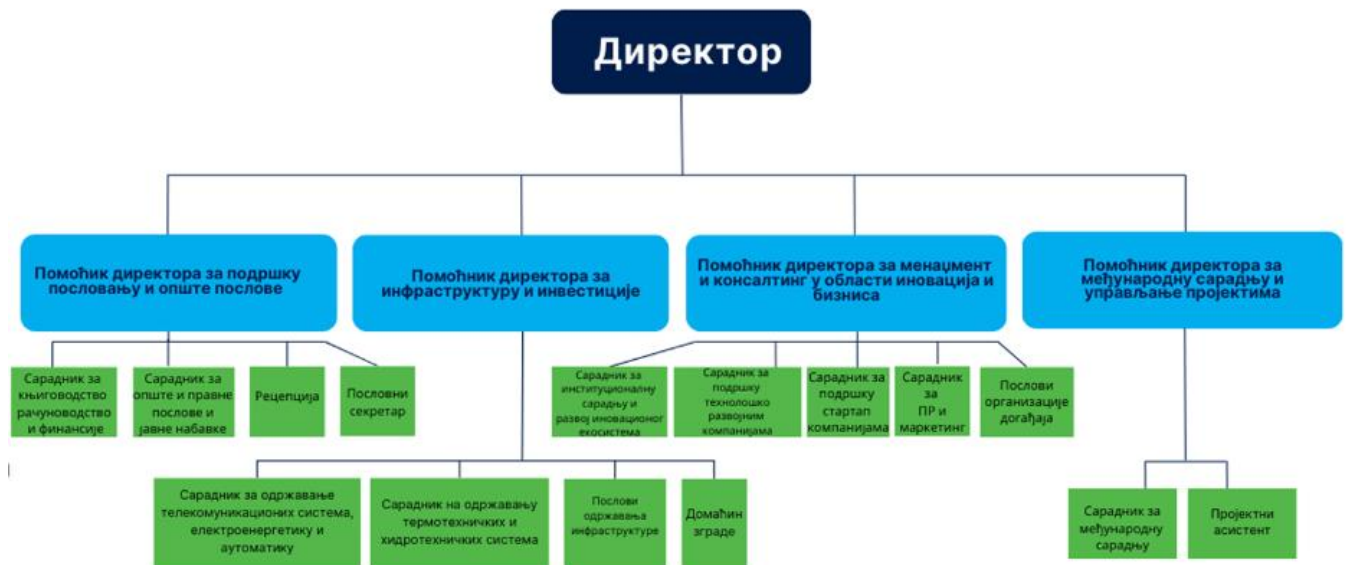 Директор
Помоћик директора за подршку
пословању и опште послове
Помоћник директора за
инфраструктуру и инвестиције
Помоћник директора за менаџмент
и консалтинг у области иновација и
бизниса
Помоћник директора за
међународну сарадњу и
управљање пројектима
Сарадник за
књиговодство
рачуноводство
и финансије
Сарадник за
опште и правне
послове и
јавне набавке
Рецепција
Пословни
секретар
Сарадник за
институционалну
сарадњу и
развој иновационог
екосистема
Сарадник за
подршку
технолошко
развојним
компанијама
Сарадник за
подршку
стартап
компанијама
Сарадник
за
ПР и
маркетинг
Послови
организације
догађаја
Сарадник за одржавање
телекомуникационих система,
електроенергетику и
аутоматику
Сарадник на одржавању
термотехничких и
хидротехничких система
Послови
одржавања
инфраструктуре
Домаћин
зграде
Сарадник за
међународну
сарадњу
Пројектни
асистент